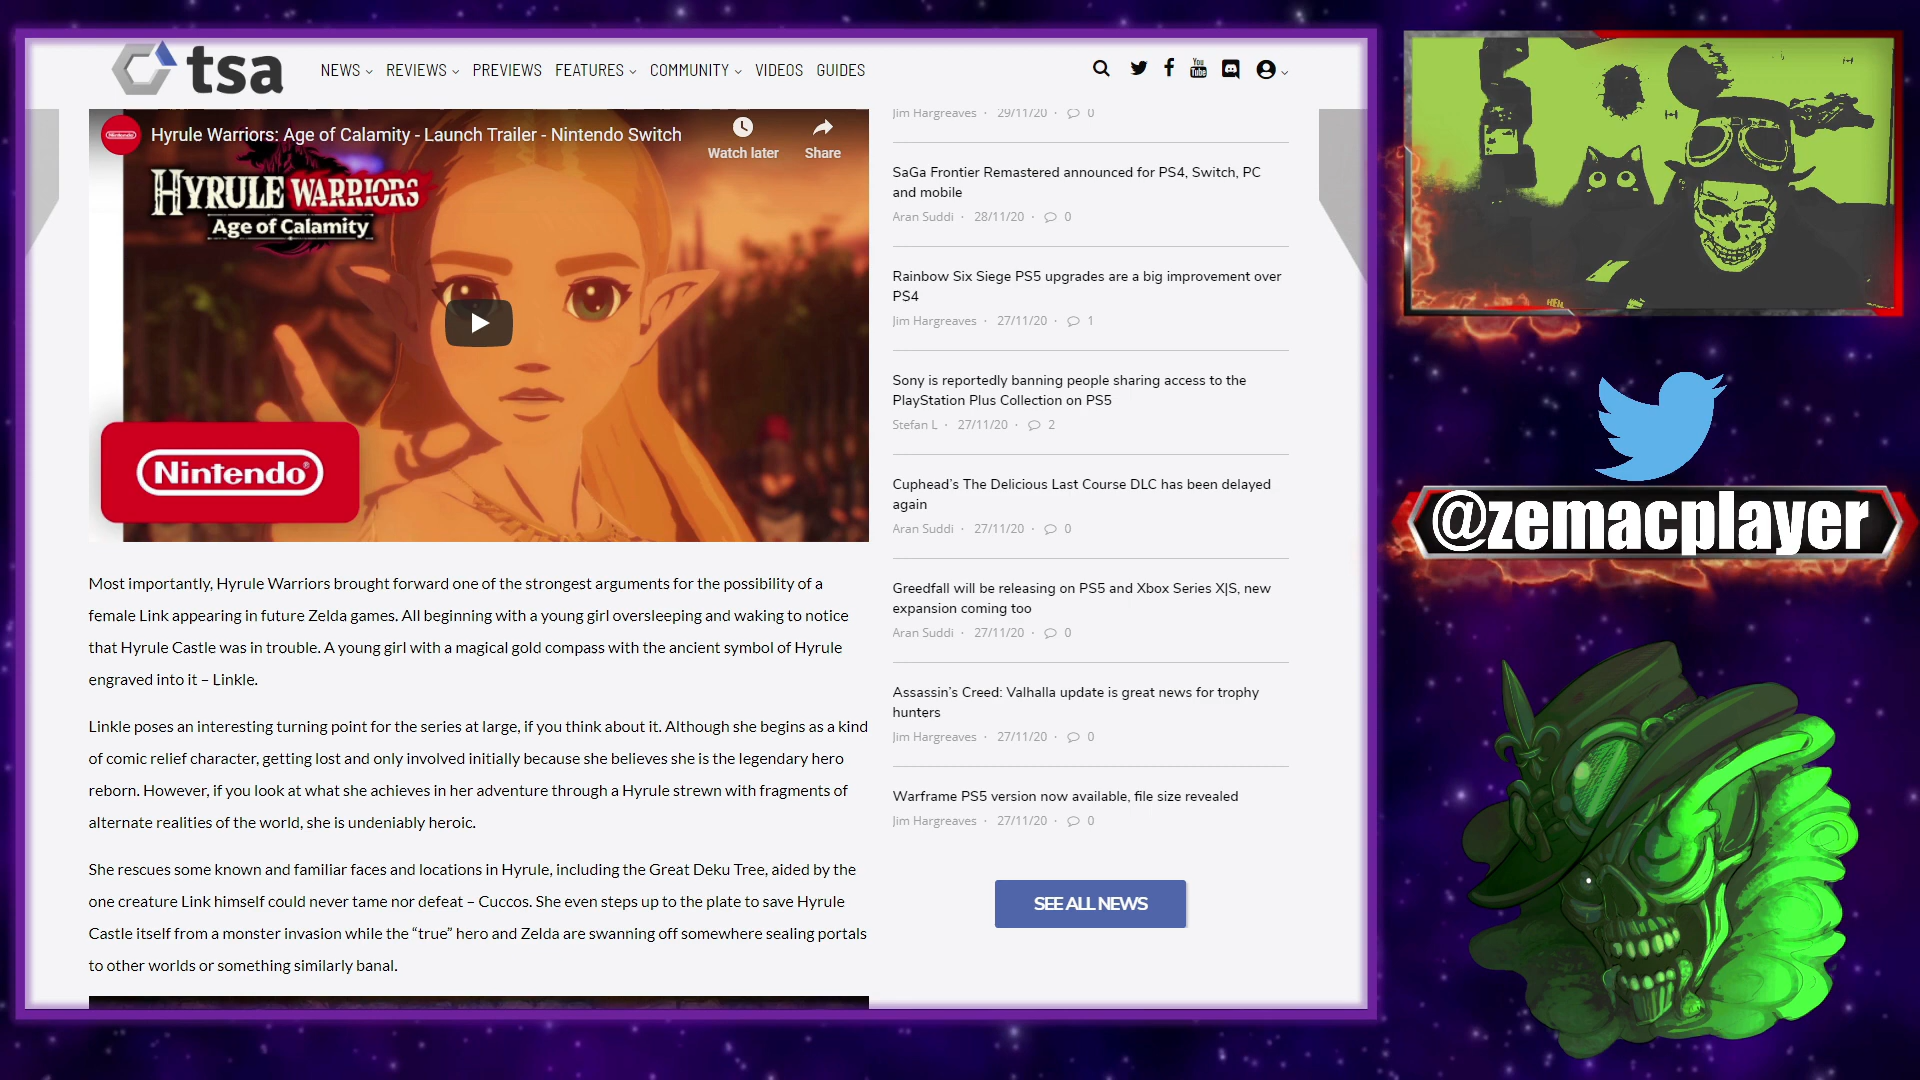 tsa
NEWS REVIEWS PREVIEWS FEATURES COMMUNITY VIDEOS GUIDES
You
Tube
Nintendo
Hyrule Warriors: Age of Calamity - Launch Trailer - Nintendo Switch
Watch later
Share
HYRULE WARRIORS
Age of Calamity
Nintendo®
Most importantly, Hyrule Warriors brought forward one of the strongest arguments for the possibility of a
female Link appearing in future Zelda games. All beginning with a young girl oversleeping and waking to notice
that Hyrule Castle was in trouble. A young girl with a magical gold compass with the ancient symbol of Hyrule
engraved into it – Linkle.
Linkle poses an interesting turning point for the series at large, if you think about it. Although she begins as a kind
of comic relief character, getting lost and only involved initially because she believes she is the legendary hero
reborn. However, if you look at what she achieves in her adventure through a Hyrule strewn with fragments of
alternate realities of the world, she is undeniably heroic.
She rescues some known and familiar faces and locations in Hyrule, including the Great Deku Tree, aided by the
one creature Link himself could never tame nor defeat – Cuccos. She even steps up to the plate to save Hyrule
Castle itself from a monster invasion while the “true” hero and Zelda are swanning off somewhere sealing portals
to other worlds or something similarly banal.
Jim Hargreaves · 29/11/20 · 0
SaGa Frontier Remastered announced for PS4, Switch, PC
and mobile
Aran Suddi · 28/11/20 · 0
Rainbow Six Siege PS5 upgrades are a big improvement over
PS4
Jim Hargreaves · 27/11/20 · 1
Sony is reportedly banning people sharing access to the
PlayStation Plus Collection on PS5
Stefan L · 27/11/20 · 2
Cuphead’s The Delicious Last Course DLC has been delayed
again
Aran Suddi · 27/11/20 · 0
Greedfall will be releasing on PS5 and Xbox Series X|S, new
expansion coming too
Aran Suddi · 27/11/20 · 0
Assassin’s Creed: Valhalla update is great news for trophy
hunters
Jim Hargreaves · 27/11/20 · 0
Warframe PS5 version now available, file size revealed
Jim Hargreaves · 27/11/20 · 0
SEE ALL NEWS
@zemacplayer